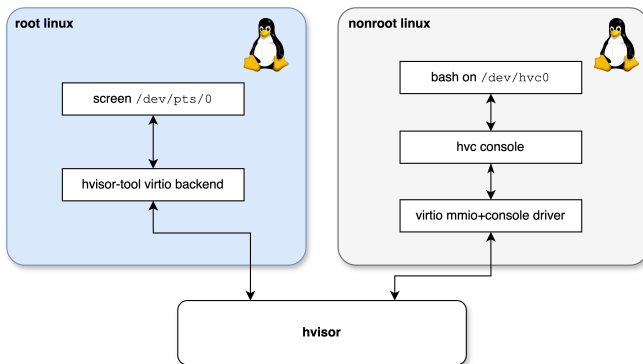 root linux
screen /dev/pts/0
hvisor-tool virtio backend
nonroot linux
bash on /dev/hvc0
hvc console
virtio mmio+console driver
hvisor